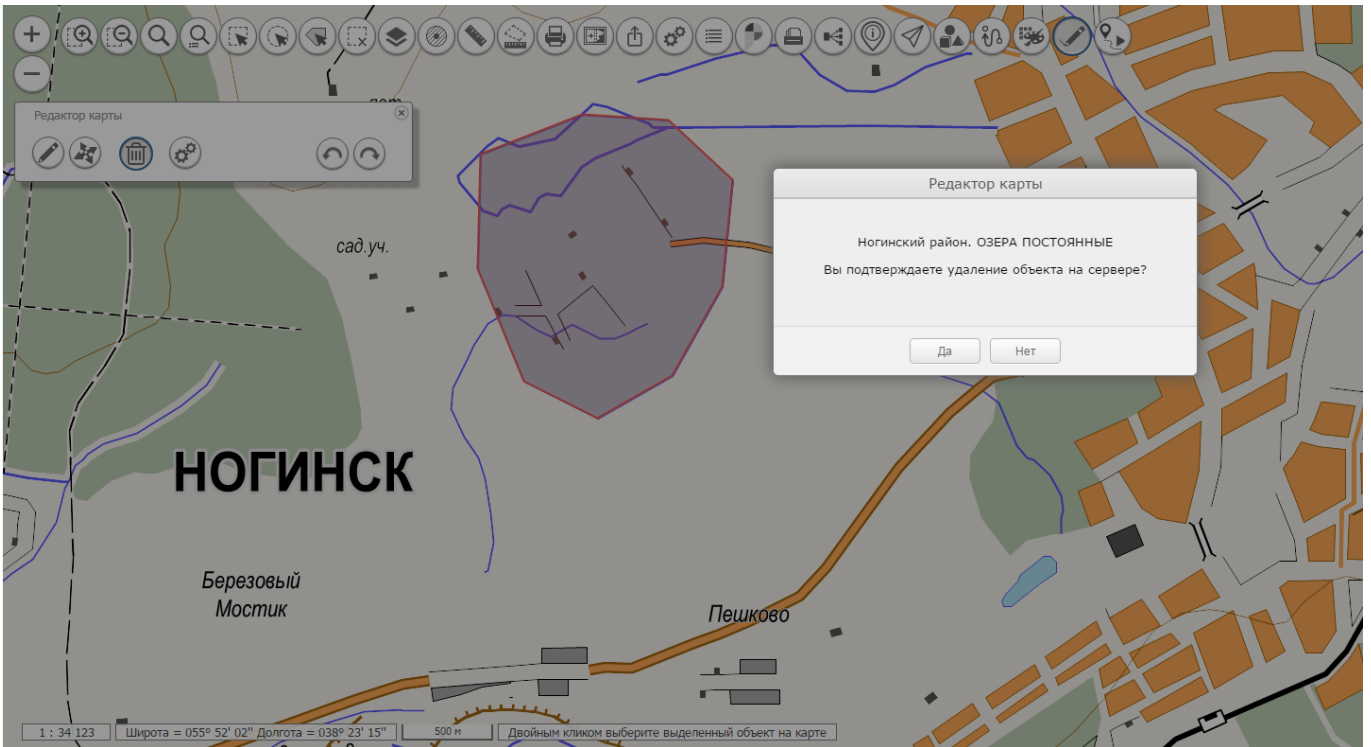 Редактор карты
сад.уч.
Редактор карты
Ногинский район. ОЗЕРА ПОСТОЯННЫЕ
Вы подтверждаете удаление объекта на сервере?
Да
Нет
НОГИНСК
Березовый
Мостик
Пешково
1 : 34 123
Широта = 055º 52' 02" Долгота = 038º 23' 15"
500 м
Двойным кликом выберите выделенный объект на карте